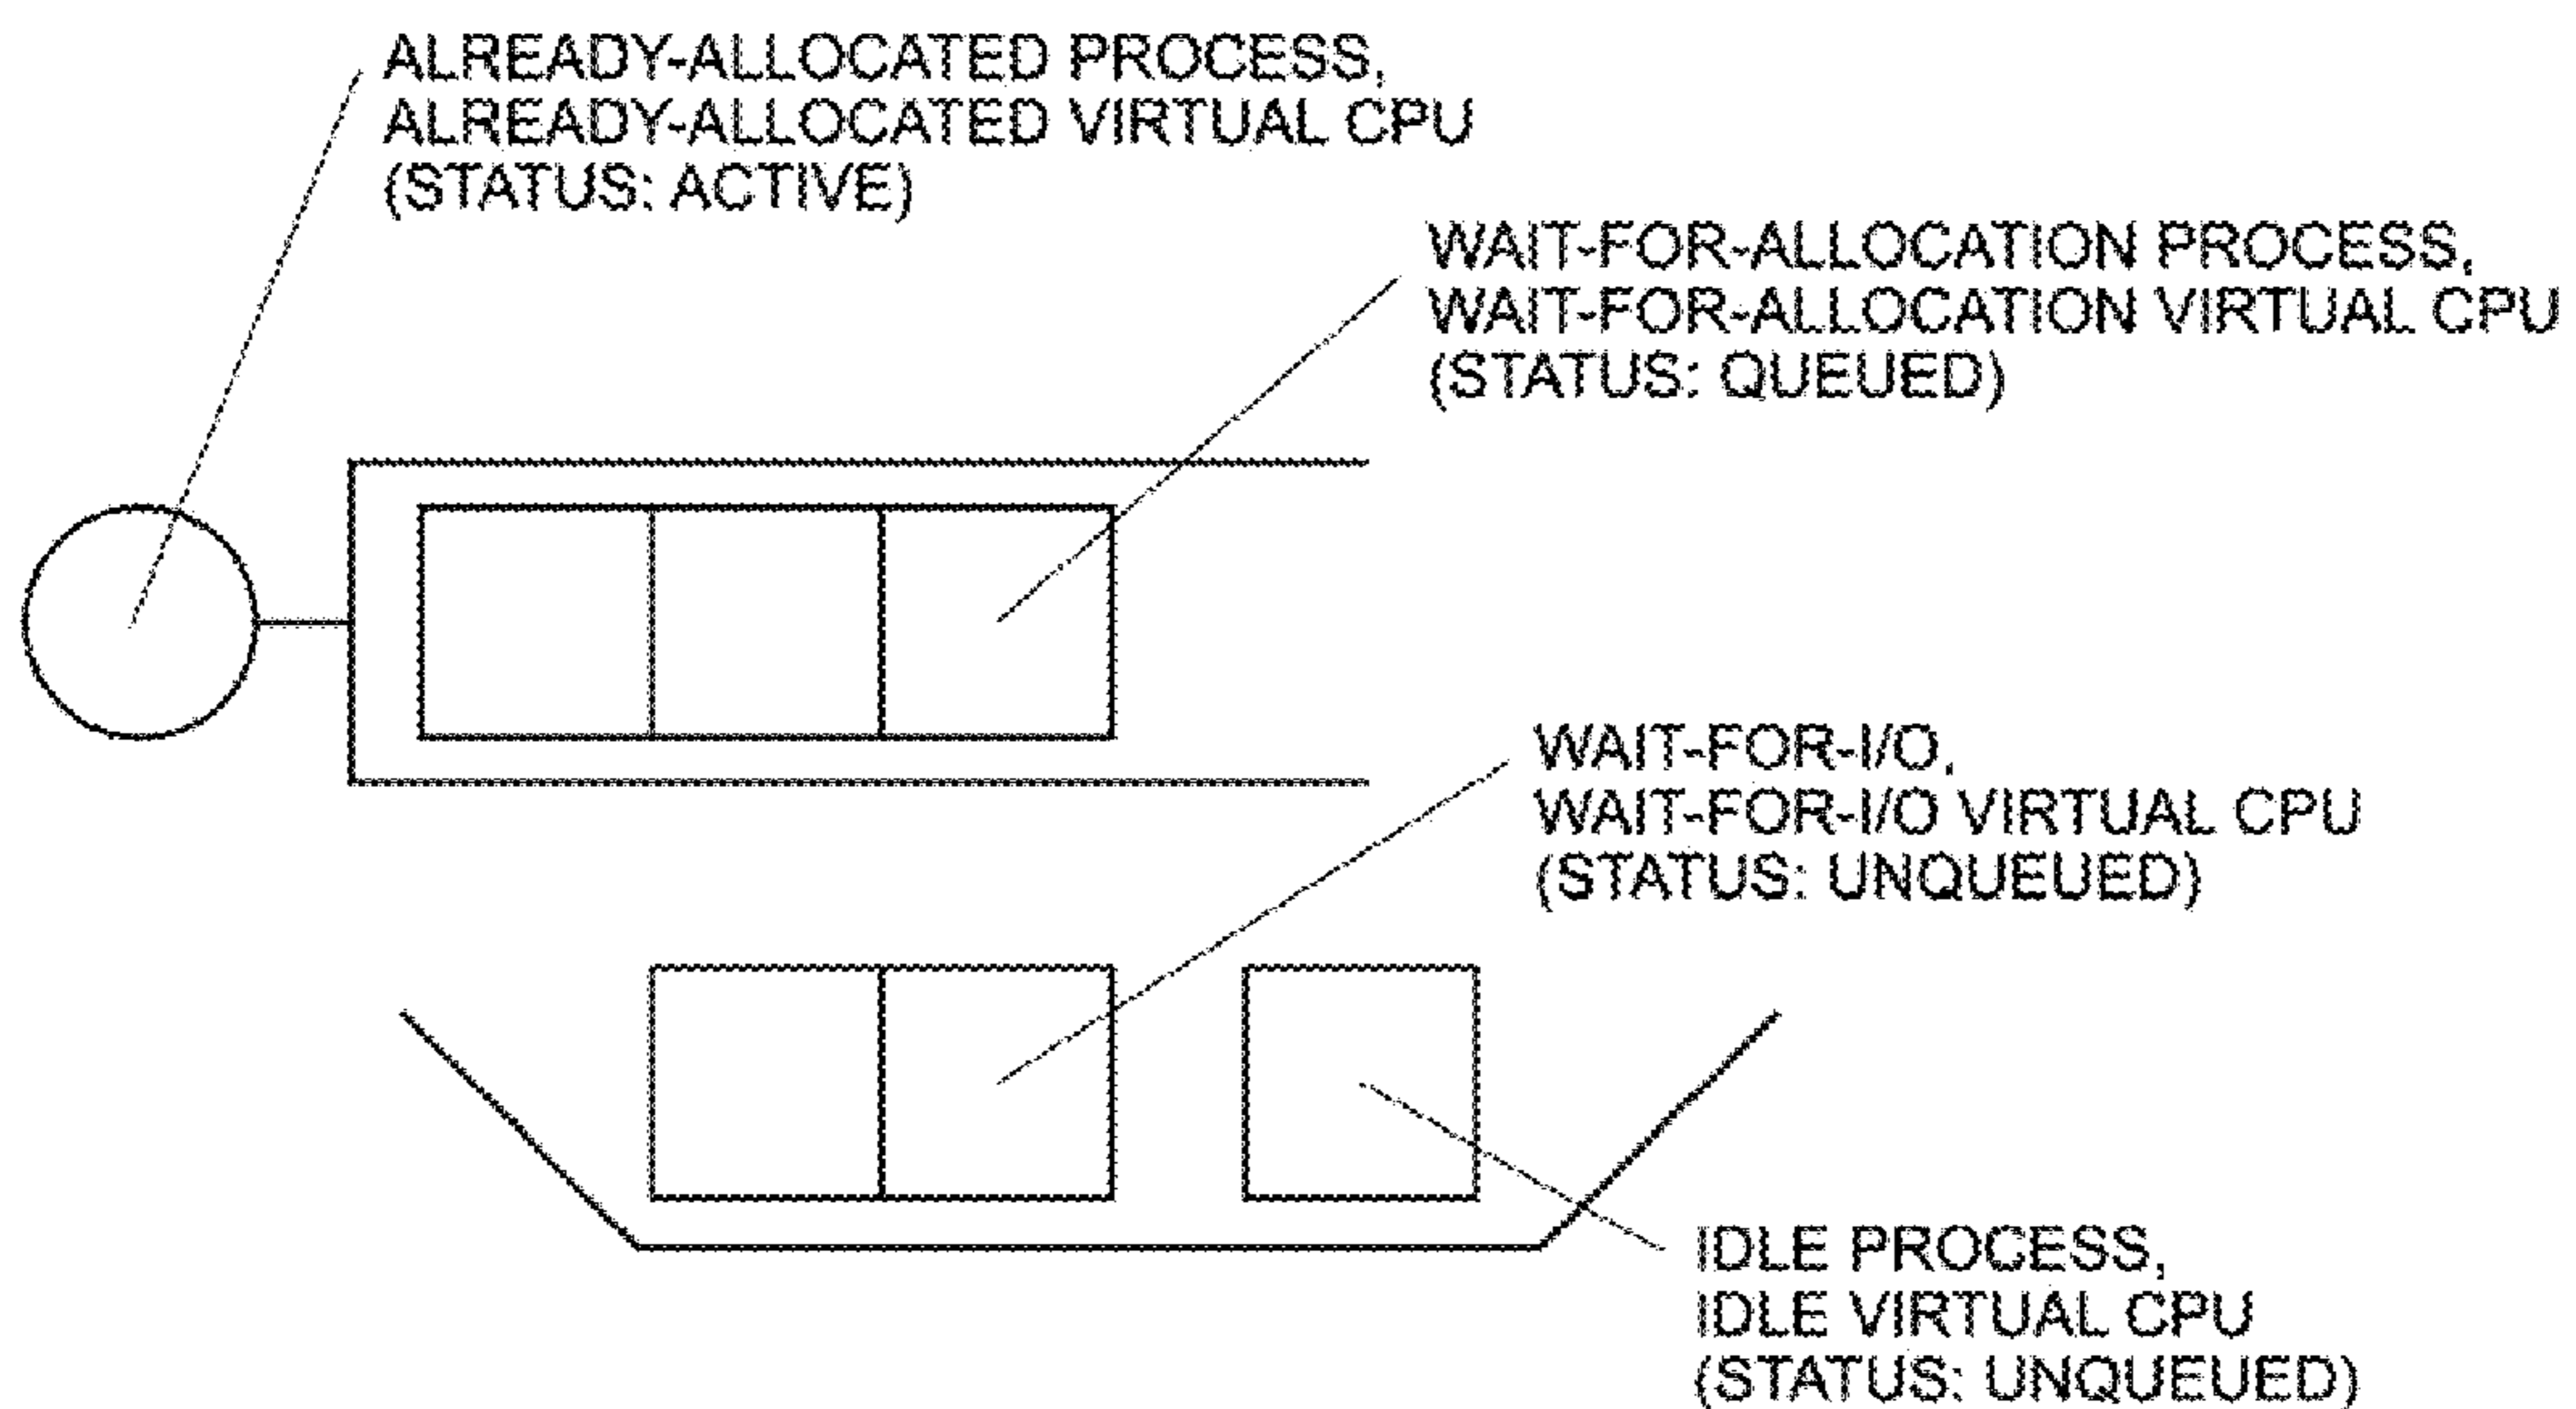 ALREADY-ALLOCATED PROCESS,
ALREADY-ALLOCATED VIRTUAL CPU
(STATUS: ACTIVE)
WAIT-FOR-ALLOCATION PROCESS,
WAIT-FOR-ALLOCATION VIRTUAL CPU
(STATUS: QUEUED)
WAIT-FOR-I/O,
WAIT-FOR-I/O VIRTUAL CPU
(STATUS: UNQUEUED)
IDLE PROCESS,
IDLE VIRTUAL CPU
(STATUS: UNQUEUED)